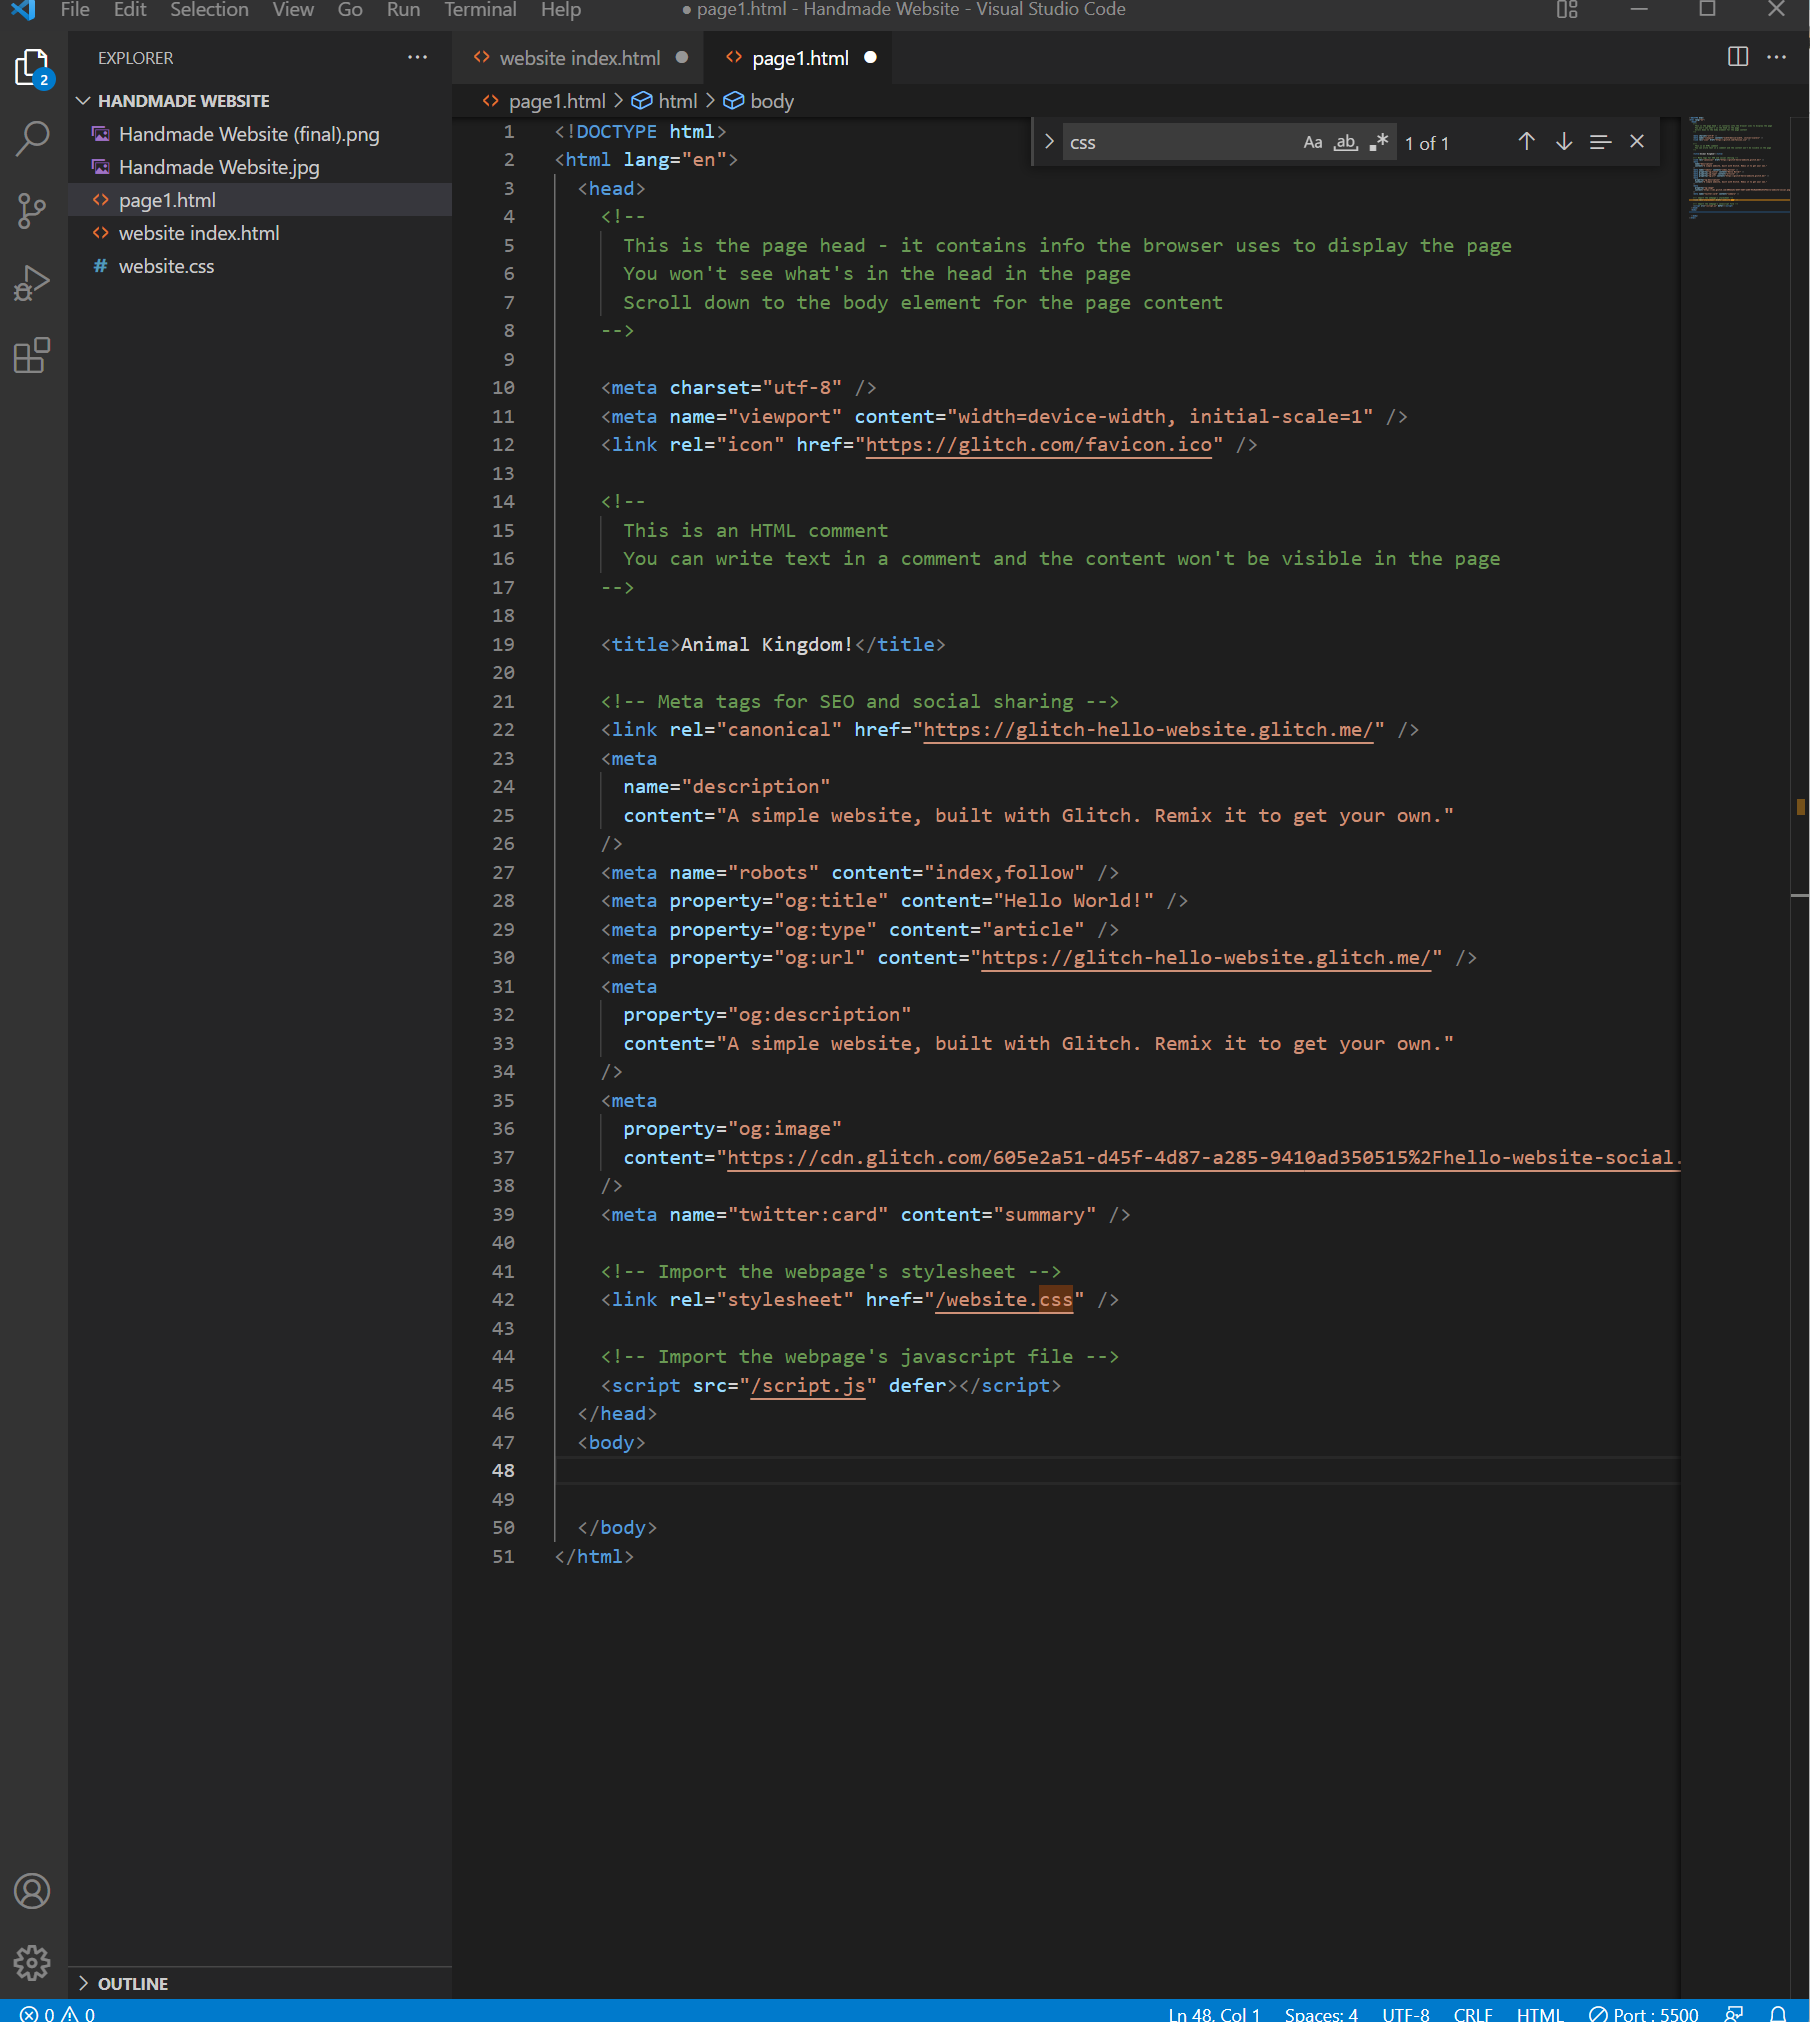 File Edit Selection View Go Run Terminal Help
● page1.html - Handmade Website - Visual Studio Code
EXPLORER
website index.html
page1.html
2
HANDMADE WEBSITE
Handmade Website (final).png
Handmade Website.jpg
page1.html
website index.html
website.css
page1.html > html > body
css
Aa ab .*
1 of 1
1 <!DOCTYPE html>
2 <html lang="en">
3 <head>
4 <!--
5 This is the page head - it contains info the browser uses to display the page
6 You won't see what's in the head in the page
7 Scroll down to the body element for the page content
8 -->
9
10 <meta charset="utf-8" />
11 <meta name="viewport" content="width=device-width, initial-scale=1" />
12 <link rel="icon" href="https://glitch.com/favicon.ico" />
13
14 <!--
15 This is an HTML comment
16 You can write text in a comment and the content won't be visible in the page
17 -->
18
19 <title>Animal Kingdom!</title>
20
21 <!-- Meta tags for SEO and social sharing -->
22 <link rel="canonical" href="https://glitch-hello-website.glitch.me/" />
23 <meta
24 name="description"
25 content="A simple website, built with Glitch. Remix it to get your own."
26 />
27 <meta name="robots" content="index,follow" />
28 <meta property="og:title" content="Hello World!" />
29 <meta property="og:type" content="article" />
30 <meta property="og:url" content="https://glitch-hello-website.glitch.me/" />
31 <meta
32 property="og:description"
33 content="A simple website, built with Glitch. Remix it to get your own."
34 />
35 <meta
36 property="og:image"
37 content="https://cdn.glitch.com/605e2a51-d45f-4d87-a285-9410ad350515%2Fhello-website-social.
38 />
39 <meta name="twitter:card" content="summary" />
40
41 <!-- Import the webpage's stylesheet -->
42 <link rel="stylesheet" href="/website.css" />
43
44 <!-- Import the webpage's javascript file -->
45 <script src="/script.js" defer></script>
46 </head>
47 <body>
48
49
50 </body>
51 </html>
OUTLINE
0 0
Ln 48, Col 1 Spaces: 4 UTF-8 CRLF HTML Port : 5500